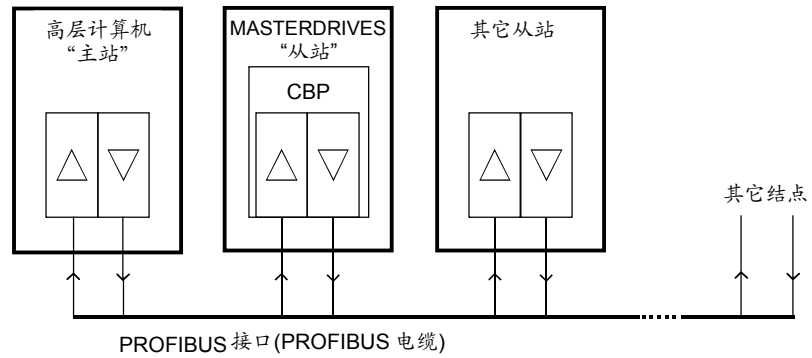 高层计算机
“主站”
MASTERDRIVES
“从站”
CBP
其它从站
其它结点
PROFIBUS 接口(PROFIBUS 电缆)